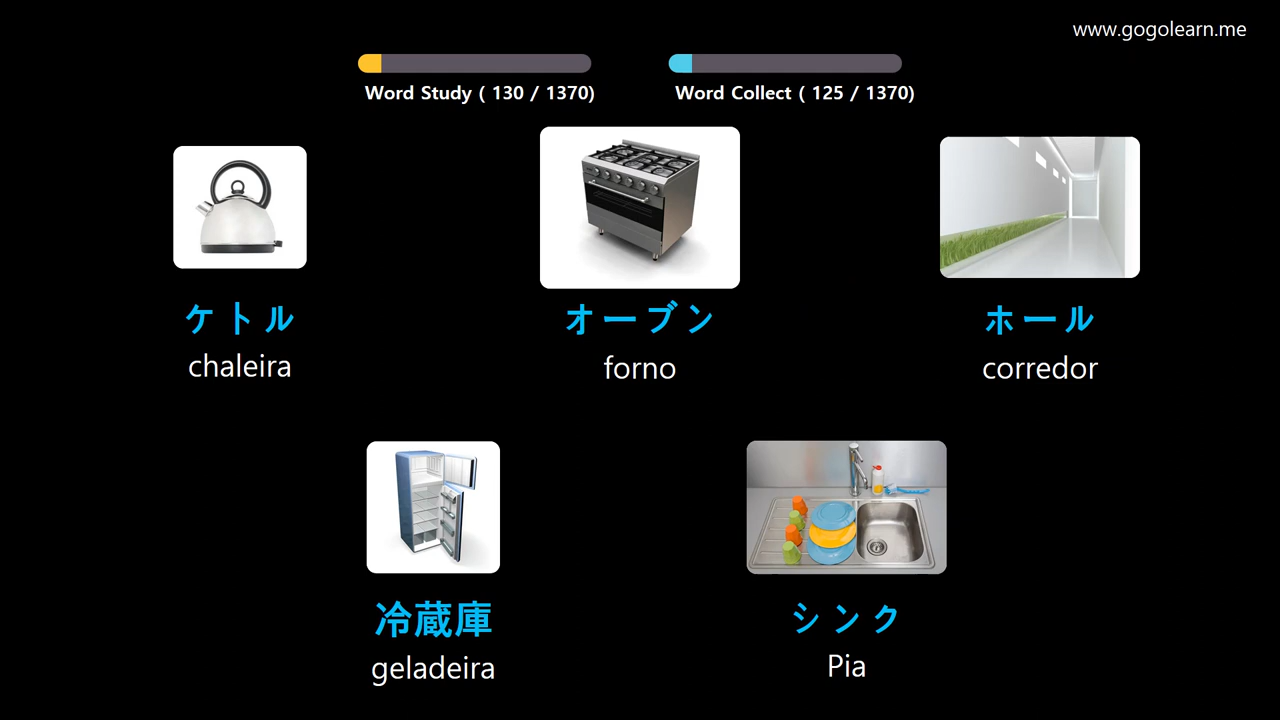 www.gogolearn.me
Word Study ( 130 / 1370)
Word Collect ( 125 / 1370)
ケトル
chaleira
オーブン
forno
ホール
corredor
冷蔵庫
geladeira
シンク
Pia